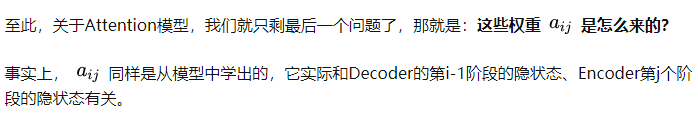 至此，关于Attention模型，我们就只剩最后一个问题了，那就是：这些权重 aij 是怎么来的？
事实上， aij 同样是从模型中学出的，它实际和Decoder的第i-1阶段的隐状态、Encoder第j个阶
段的隐状态有关。